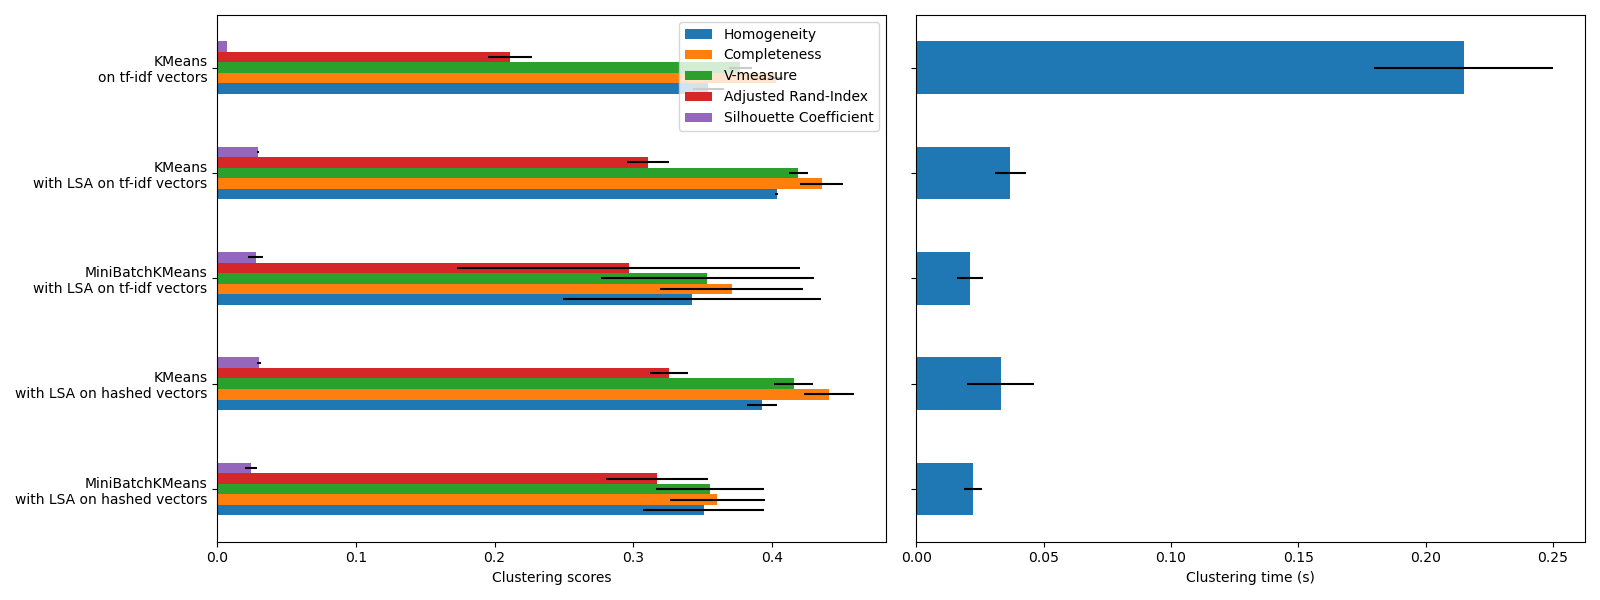 KMeans
on tf-idf vectors
KMeans
with LSA on tf-idf vectors
MiniBatchKMeans
with LSA on tf-idf vectors
KMeans
with LSA on hashed vectors
MiniBatchKMeans
with LSA on hashed vectors
Homogeneity
Completeness
V-measure
Adjusted Rand-Index
Silhouette Coefficient
0.0 0.1 0.2 0.3 0.4
Clustering scores
0.00 0.05 0.10 0.15 0.20 0.25
Clustering time (s)